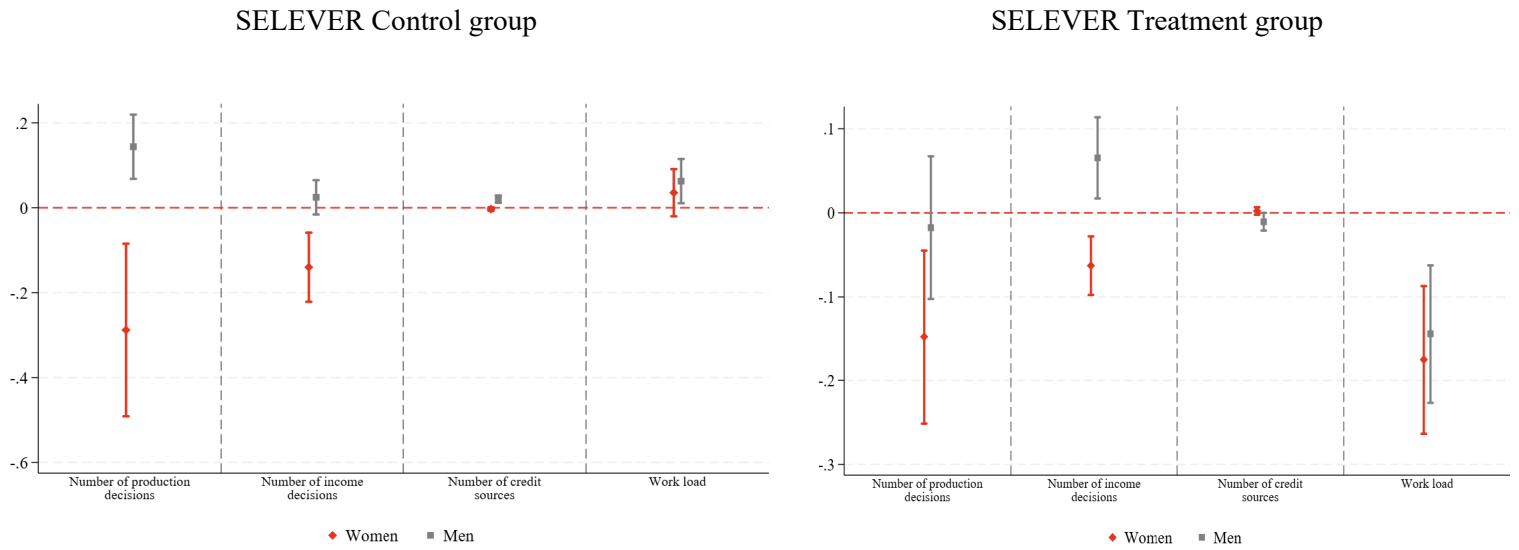 SELEVER Control group
.2
0
-.2
-.4
-.6
Number of production
decisions
Number of income
decisions
Number of credit
sources
Work load
Women
Men
SELEVER Treatment group
.1
0
-.1
-.2
-.3
Number of production
decisions
Number of income
decisions
Number of credit
sources
Work load
Women
Men